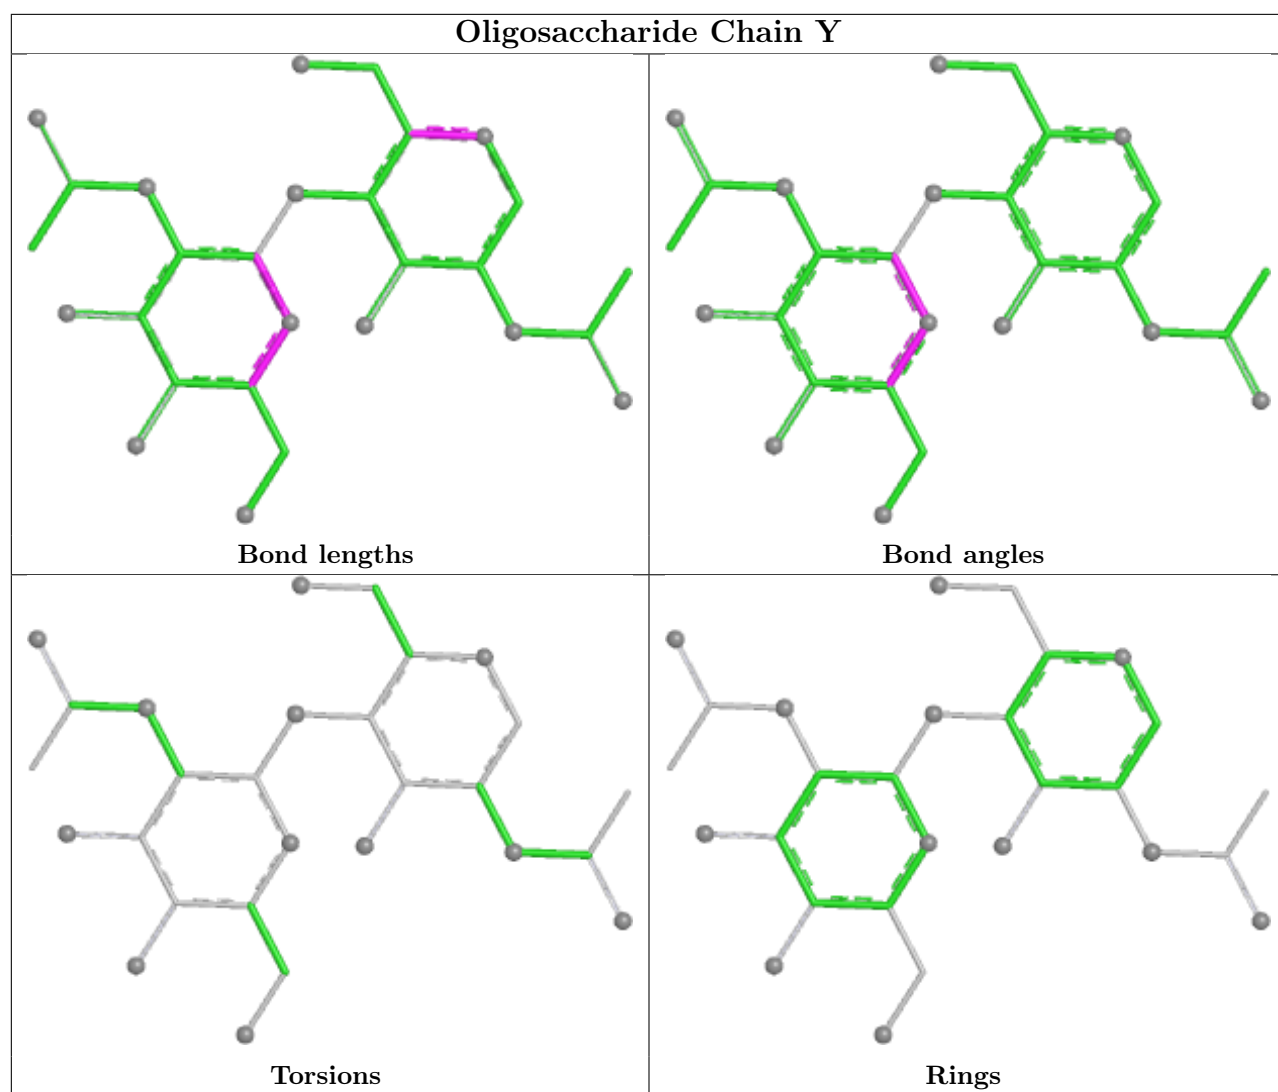 Oligosaccharide Chain Y
Bond lengths
Bond angles
Torsions
Rings